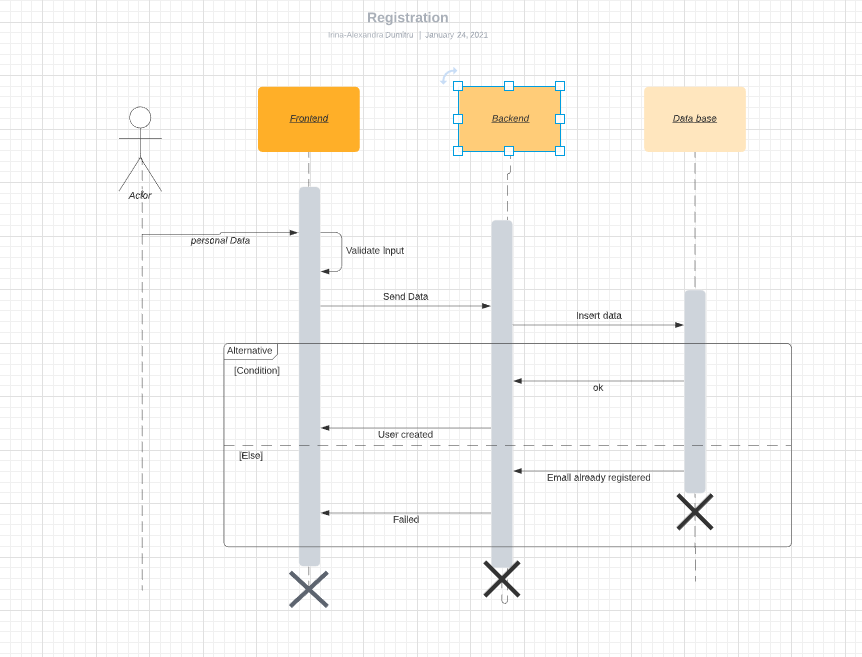 Registration
Irina-Alexandra Dumitru | January 24, 2021
Frontend
Backend
Data base
Actor
personal Data
Validate Input
Send Data
Insert data
Alternative
[Condition]
ok
User created
[Else]
Email already registered
Failed